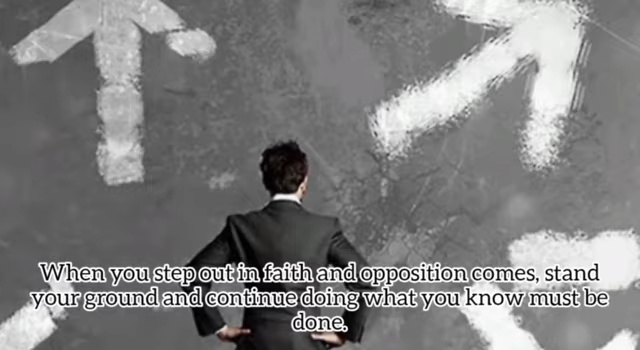 When you step out in faith and opposition comes, stand
your ground and continue doing what you know must be
done.